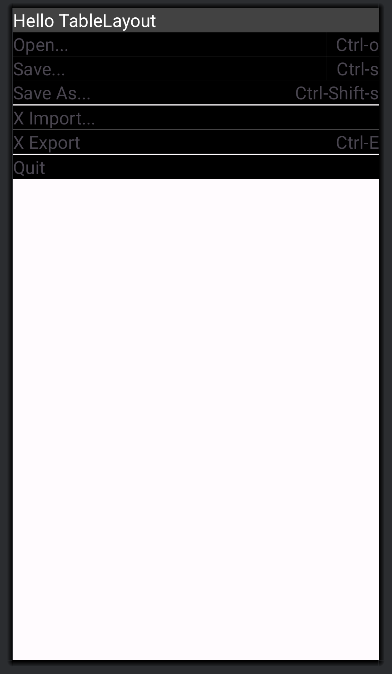 Hello TableLayout
Open... Ctrl-o
Save... Ctrl-s
Save As... Ctrl-Shift-s
X Import...
X Export Ctrl-E
Quit